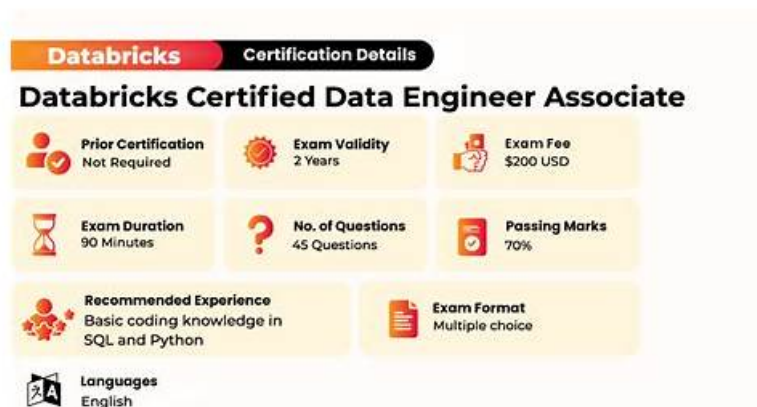 Databricks Certification Details
Databricks Certified Data Engineer Associate
Prior Certification
Not Required
Exam Validity
2 Years
Exam Fee
$200 USD
Exam Duration
90 Minutes
No. of Questions
45 Questions
Passing Marks
70%
Recommended Experience
Basic coding knowledge in
SQL and Python
Exam Format
Multiple choice
Languages
English